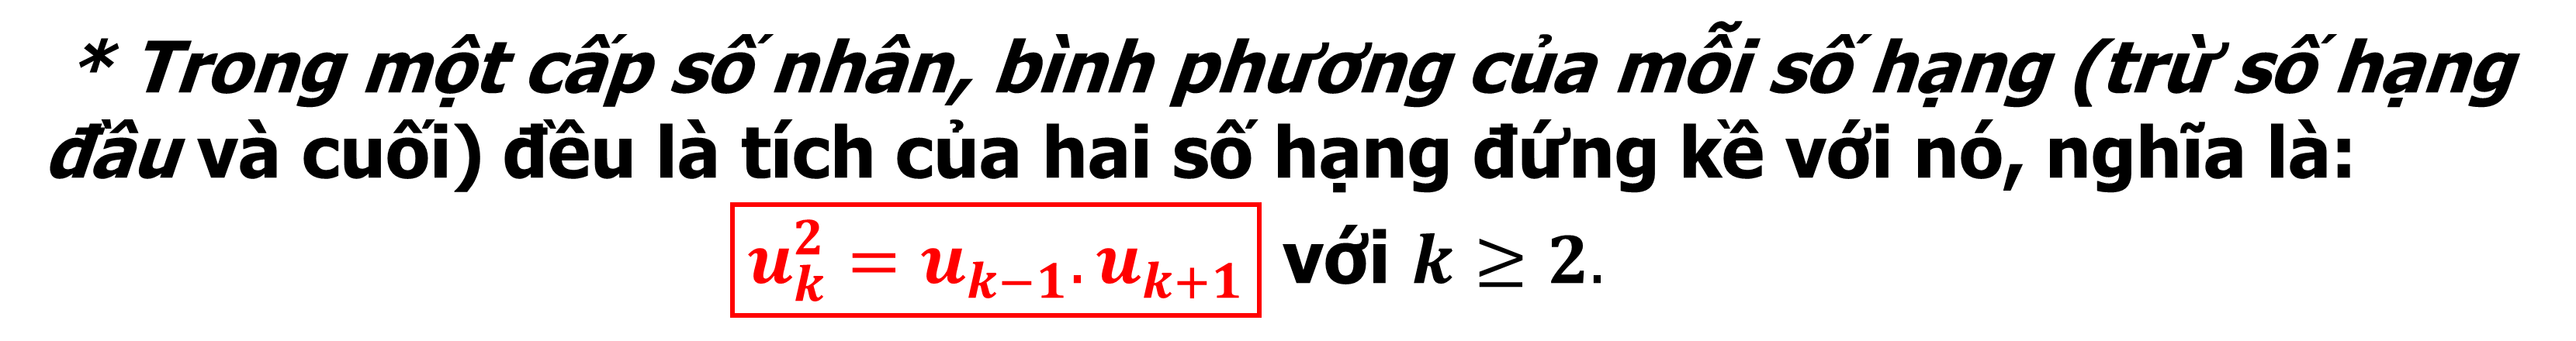 * Trong một cấp số nhân, bình phương của mỗi số hạng (trừ số hạng
đầu và cuối) đều là tích của hai số hạng đứng kề với nó, nghĩa là:
$u_k^2 = u_{k-1}.u_{k+1}$ với $k \geq 2$.